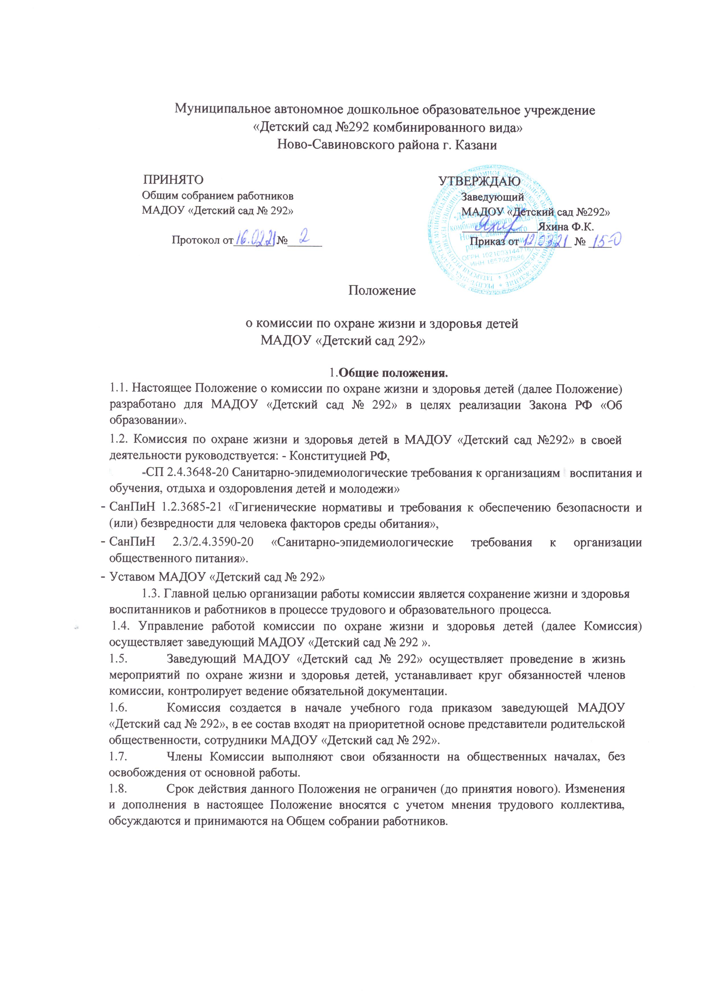 Муниципальное автономное дошкольное образовательное учреждение
«Детский сад №292 комбинированного вида»
Ново-Савиновского района г. Казани
ПРИНЯТО
Общим собранием работников
МАДОУ «Детский сад № 292»
Протокол от 16.02.21 № 2
УТВЕРЖДАЮ
Заведующий
МАДОУ «Детский сад №292»
Яхина Ф.К.
Приказ от 12.03.21 № 15-О
"Детский сад №292
комбинированного вида"
Ново-Савиновского
района
ОГРН 1021603144716
ИНН 1657027586
Положение
о комиссии по охране жизни и здоровья детей
МАДОУ «Детский сад 292»
1.Общие положения.
1.1. Настоящее Положение о комиссии по охране жизни и здоровья детей (далее Положение)
разработано для МАДОУ «Детский сад № 292» в целях реализации Закона РФ «Об
образовании».
1.2. Комиссия по охране жизни и здоровья детей в МАДОУ «Детский сад №292» в своей
деятельности руководствуется: - Конституцией РФ,
-СП 2.4.3648-20 Санитарно-эпидемиологические требования к организациям воспитания и
обучения, отдыха и оздоровления детей и молодежи»
- СанПиН 1.2.3685-21 «Гигиенические нормативы и требования к обеспечению безопасности и
(или) безвредности для человека факторов среды обитания»,
- СанПиН 2.3/2.4.3590-20 «Санитарно-эпидемиологические требования к организации
общественного питания».
- Уставом МАДОУ «Детский сад № 292»
1.3. Главной целью организации работы комиссии является сохранение жизни и здоровья
воспитанников и работников в процессе трудового и образовательного процесса.
1.4. Управление работой комиссии по охране жизни и здоровья детей (далее Комиссия)
осуществляет заведующий МАДОУ «Детский сад № 292 ».
1.5. Заведующий МАДОУ «Детский сад № 292» осуществляет проведение в жизнь
мероприятий по охране жизни и здоровья детей, устанавливает круг обязанностей членов
комиссии, контролирует ведение обязательной документации.
1.6. Комиссия создается в начале учебного года приказом заведующей МАДОУ
«Детский сад № 292», в ее состав входят на приоритетной основе представители родительской
общественности, сотрудники МАДОУ «Детский сад № 292».
1.7. Члены Комиссии выполняют свои обязанности на общественных началах, без
освобождения от основной работы.
1.8. Срок действия данного Положения не ограничен (до принятия нового). Изменения
и дополнения в настоящее Положение вносятся с учетом мнения трудового коллектива,
обсуждаются и принимаются на Общем собрании работников.